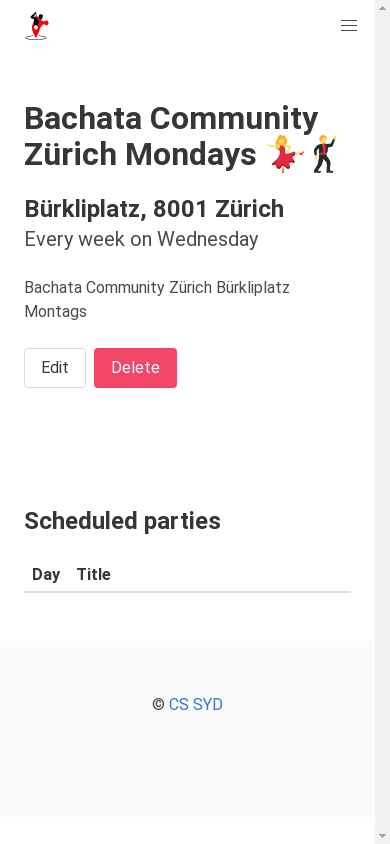 Bachata Community
Zürich Mondays 💃🕺
Bürkliplatz, 8001 Zürich
Every week on Wednesday
Bachata Community Zürich Bürkliplatz
Montags
Edit Delete
Scheduled parties
Day Title
© CS SYD